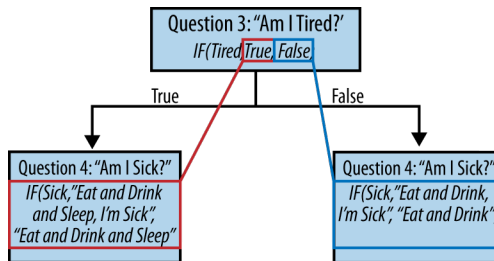 Question 3: “Am I Tired?’
IF(Tired,True, False,
True
False
Question 4: “Am I Sick?”
IF(Sick,”Eat and Drink
and Sleep, I’m Sick”,
“Eat and Drink and Sleep”
Question 4: “Am I Sick?”
IF(Sick,”Eat and Drink,
I’m Sick”, “Eat and Drink”